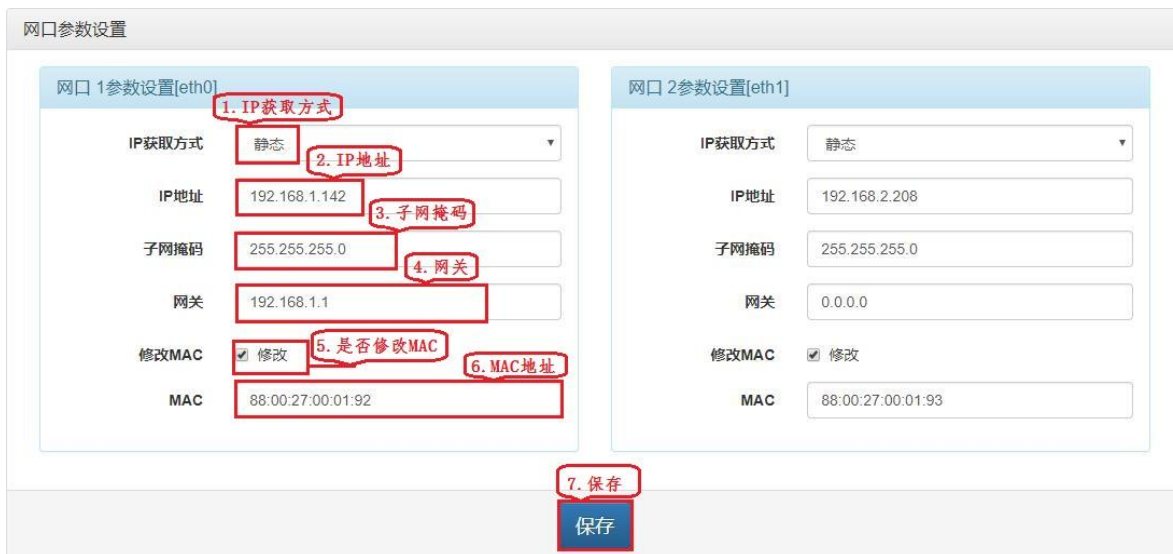 网口参数设置
网口 1参数设置[eth0]
1. IP获取方式
IP获取方式 静态
2. IP地址
IP地址 192.168.1.142
3. 子网掩码
子网掩码 255.255.255.0
4. 网关
网关 192.168.1.1
修改MAC 修改
5. 是否修改MAC
6. MAC地址
MAC 88:00:27:00:01:92
网口 2参数设置[eth1]
IP获取方式 静态
IP地址 192.168.2.208
子网掩码 255.255.255.0
网关 0.0.0.0
修改MAC 修改
MAC 88:00:27:00:01:93
7. 保存
保存